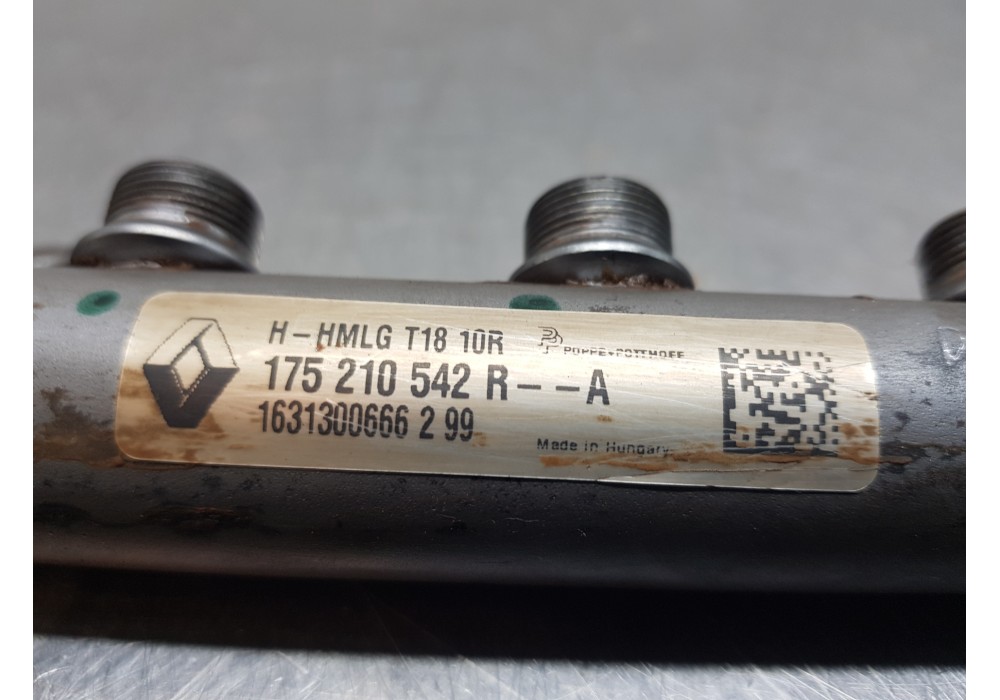 H-HMLG T18 10R
POPPE+POTTHOFF
175 210 542 R--A
1631300666 2 99
Made in Hungary